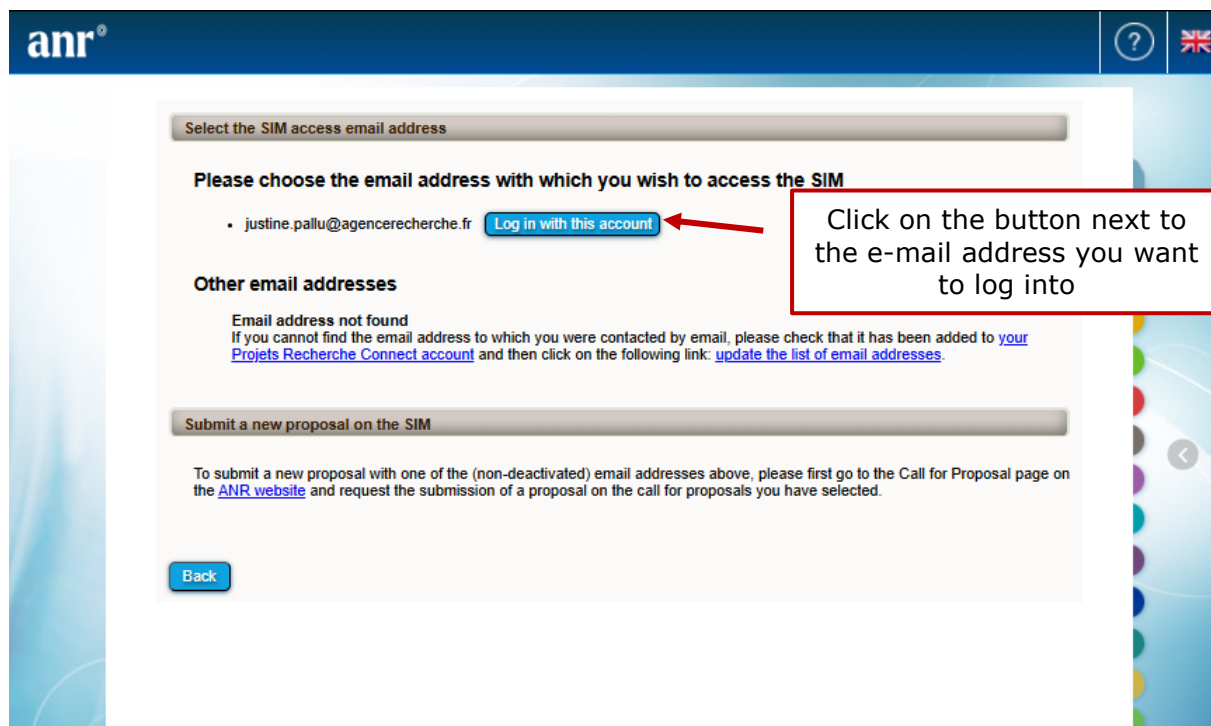 anr®
?
Select the SIM access email address
Please choose the email address with which you wish to access the SIM
• justine.pallu@agencerecherche.fr Log in with this account
Click on the button next to
the e-mail address you want
to log into
Other email addresses
Email address not found
If you cannot find the email address to which you were contacted by email, please check that it has been added to your
Projets Recherche Connect account and then click on the following link: update the list of email addresses.
Submit a new proposal on the SIM
To submit a new proposal with one of the (non-deactivated) email addresses above, please first go to the Call for Proposal page on
the ANR website and request the submission of a proposal on the call for proposals you have selected.
Back